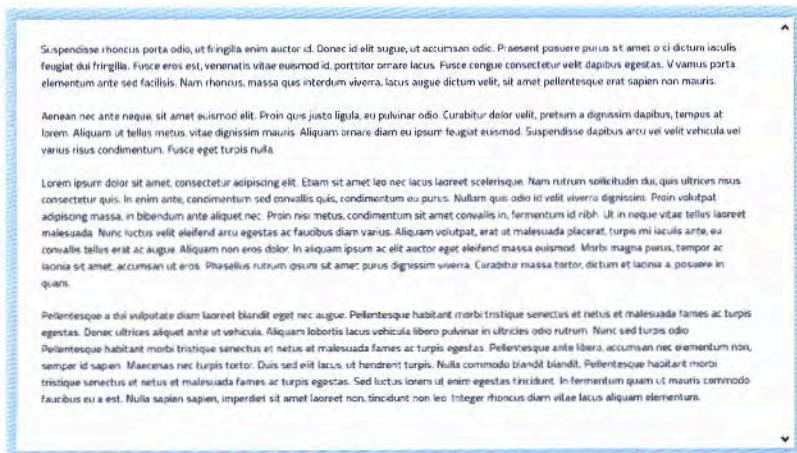 Suspendisse rhoncus porta odio, ut fringilla enim auctor id. Donec id elit augue, ut accumsan odio. Praesent posuere purus sit amet orci dictum iaculis
feugiat dui fringilla. Fusce eros est, venenatis vitae euismod id, porttitor ornare lacus. Fusce congue consectetur velit dapibus egestas. Vivamus porta
elementum ante sed facilisis. Nam rhoncus, massa quis interdum viverra, lacus augue dictum velit, sit amet pellentesque erat sapien non mauris.
Aenean nec ante neque, sit amet euismod elit. Proin quis justo ligula, eu pulvinar odio. Curabitur dolor velit, pretium a dignissim dapibus, tempus at
lorem. Aliquam ut tellus metus, vitae dignissim mauris. Aliquam ornare diam eu ipsum feugiat euismod. Suspendisse dapibus arcu vel velit vehicula vel
varius risus condimentum. Fusce eget turpis nulla.
Lorem ipsum dolor sit amet, consectetur adipiscing elit. Etiam sit amet leo nec lacus laoreet scelerisque. Nam rutrum sollicitudin dui, quis ultrices risus
consectetur quis. In enim ante, condimentum sed convallis quis, condimentum eu purus. Nullam quis odio id velit viverra dignissim. Proin volutpat
adipiscing massa, in bibendum ante aliquet nec. Proin nisi metus, condimentum sit amet convallis in, fermentum id nibh. Ut in neque vitae tellus laoreet
malesuada. Nunc luctus velit eleifend arcu egestas ac faucibus diam varius. Aliquam volutpat, erat ut malesuada placerat, turpis mi iaculis ante, eu
convallis tellus erat ac augue. Aliquam non eros dolor. In aliquam ipsum ac elit auctor eget eleifend massa euismod. Morbi magna purus, tempor ac
lacinia sit amet, accumsan ut eros. Phasellus rutrum ipsum sit amet purus dignissim viverra. Curabitur massa tortor, dictum et lacinia a, posuere in
quam.
Pellentesque a dui vulputate diam laoreet blandit eget nec augue. Pellentesque habitant morbi tristique senectus et netus et malesuada fames ac turpis
egestas. Donec ultrices aliquet ante ut vehicula. Aliquam lobortis lacus vehicula libero pulvinar in ultricies odio rutrum. Nunc sed turpis odio.
Pellentesque habitant morbi tristique senectus et netus et malesuada fames ac turpis egestas. Pellentesque ante libero, accumsan nec elementum non,
semper id sapien. Maecenas nec turpis tortor. Duis sed elit lacus, ut hendrerit turpis. Nulla commodo blandit blandit. Pellentesque habitant morbi
tristique senectus et netus et malesuada fames ac turpis egestas. Sed luctus lorem ut enim egestas tincidunt. In fermentum quam ut mauris commodo
faucibus eu a est. Nulla sapien sapien, imperdiet sit amet laoreet non, tincidunt non leo. Integer rhoncus diam vitae lacus aliquam elementum.